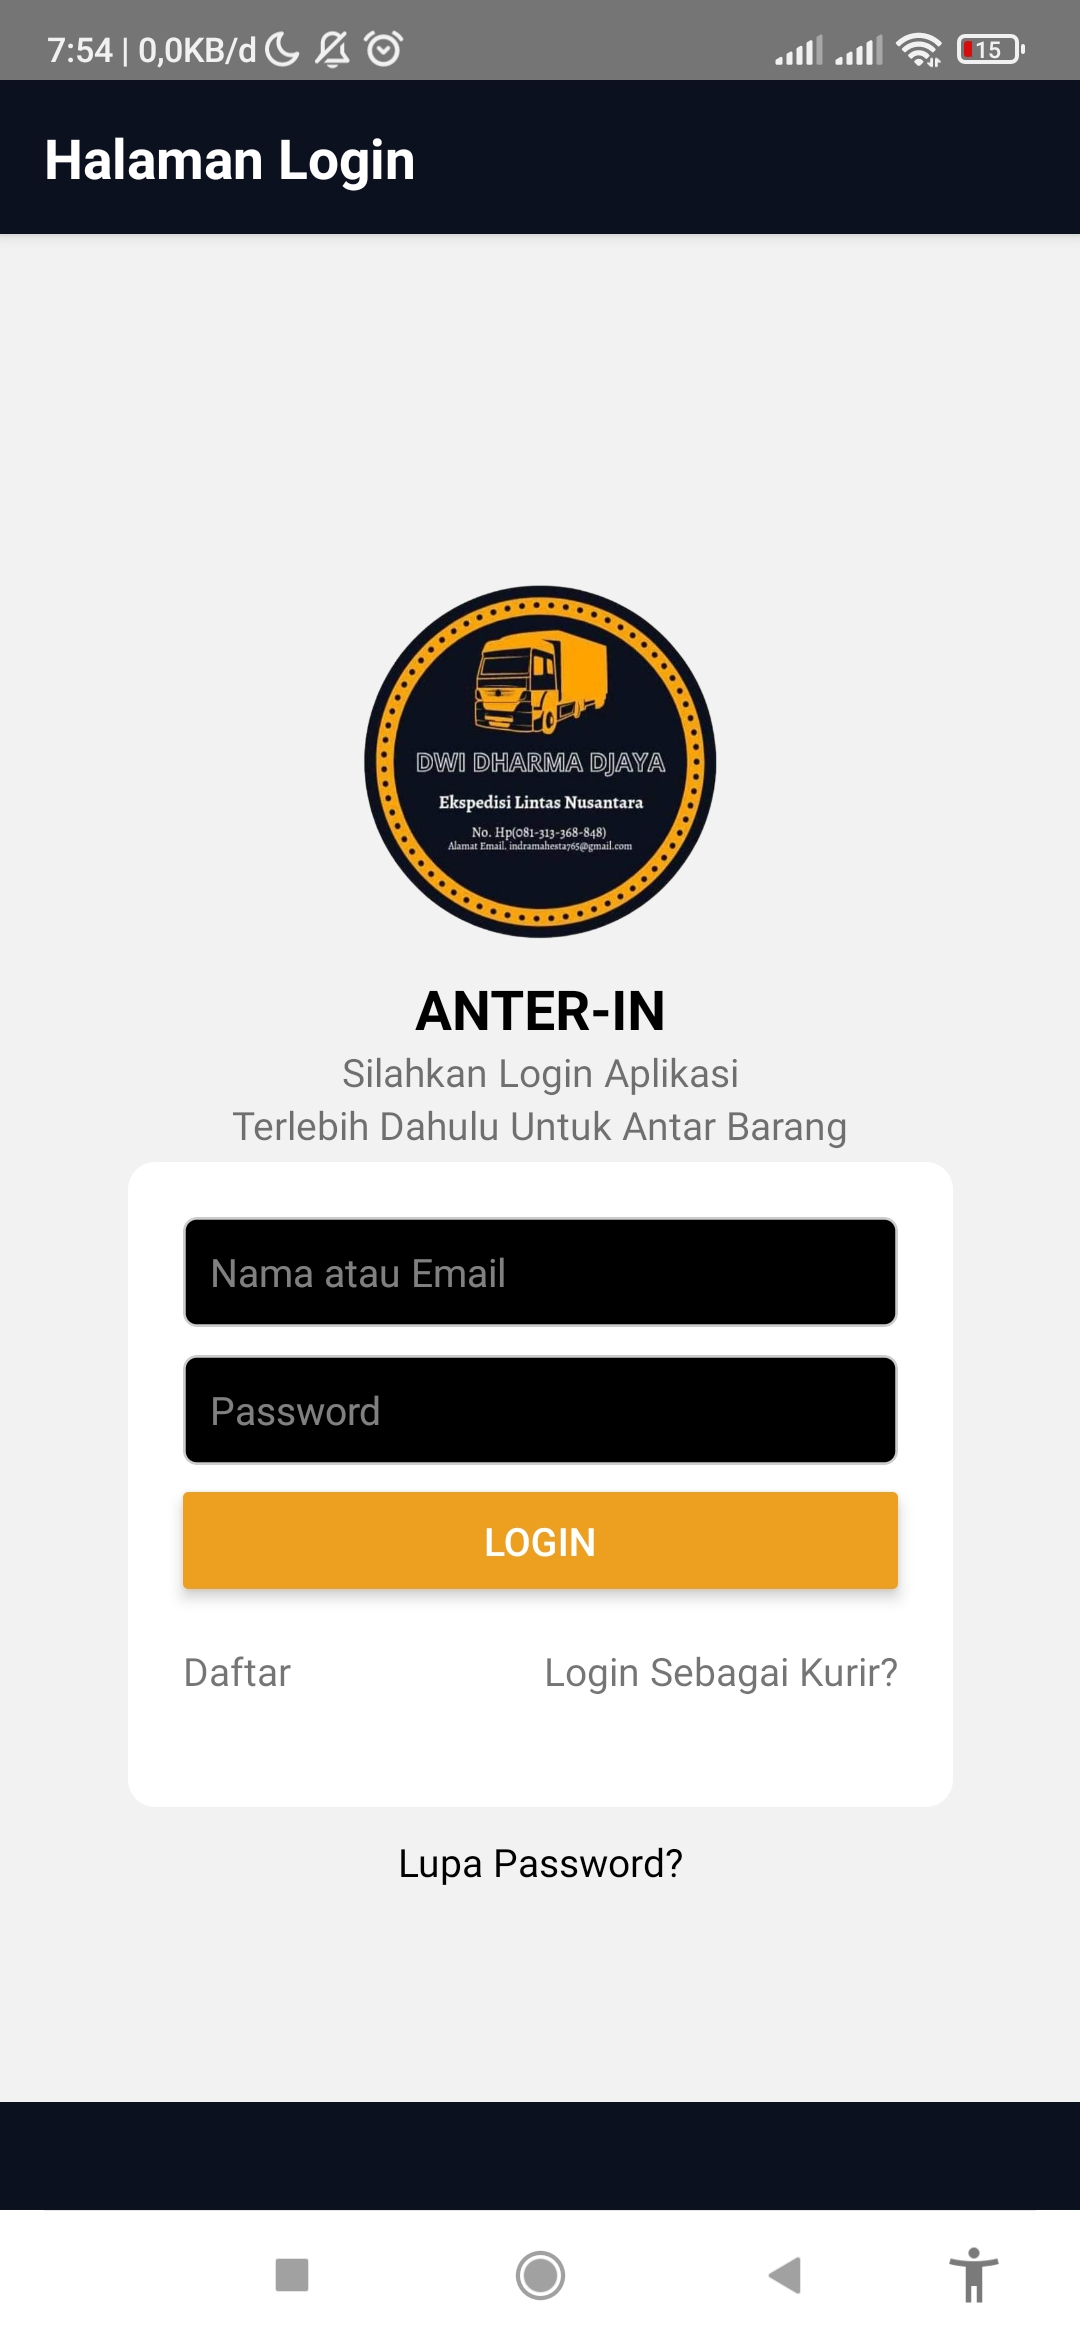 7:54 | 0,0KB/d
15
Halaman Login
DWI DHARMA DJAYA
Ekspedisi Lintas Nusantara
No. Hp(081-313-368-848)
Alamat Email. indramahesta765@gmail.com
ANTER-IN
Silahkan Login Aplikasi
Terlebih Dahulu Untuk Antar Barang
Nama atau Email
Password
LOGIN
Daftar
Login Sebagai Kurir?
Lupa Password?